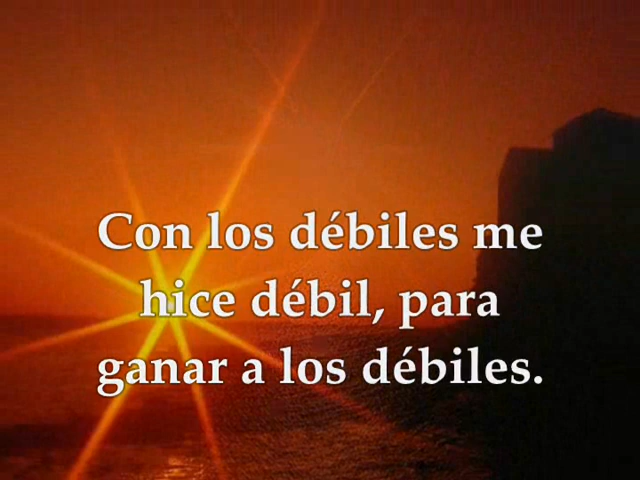 Con los débiles me
hice débil, para
ganar a los débiles.